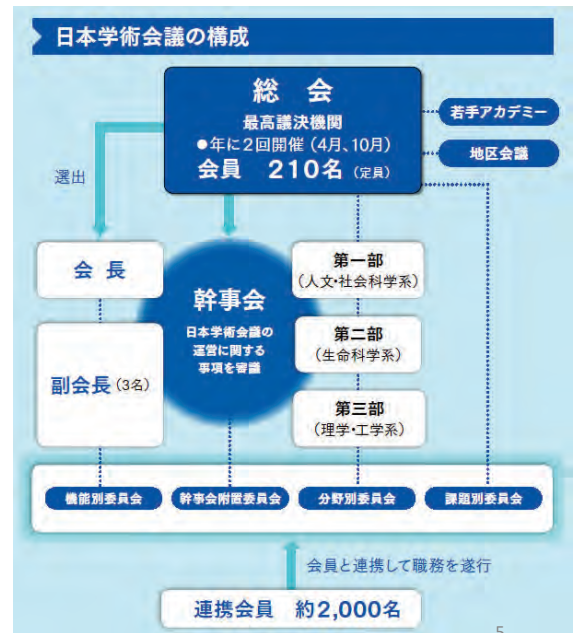 日本学術会議の構成
総 会
最高議決機関
●年に2回開催（4月、10月）
会員 210名（定員）
若手アカデミー
地区会議
選出
会 長
幹事会
日本学術会議の
運営に関する
事項を審議
第一部
（人文・社会科学系）
副会長（3名）
第二部
（生命科学系）
第三部
（理学・工学系）
機能別委員会
幹事会附置委員会
分野別委員会
課題別委員会
会員と連携して職務を遂行
連携会員 約2,000名
5